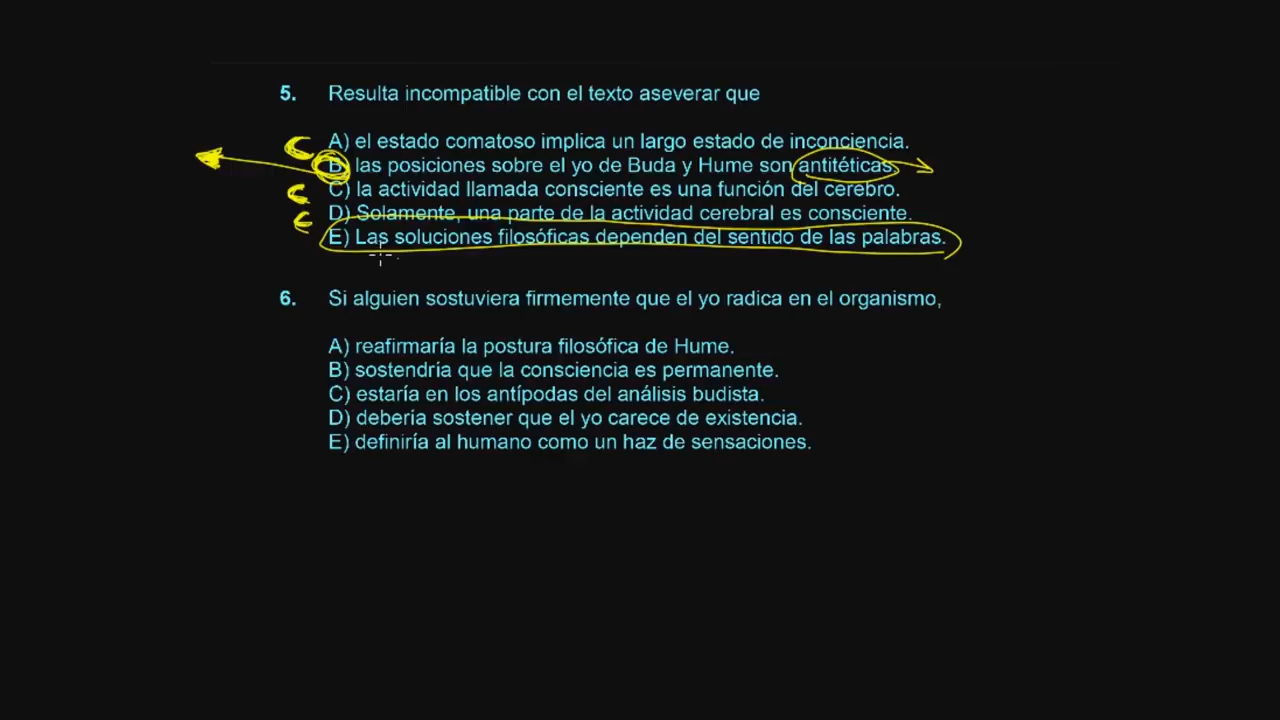 5. Resulta incompatible con el texto aseverar que
C A) el estado comatoso implica un largo estado de inconciencia.
B) las posiciones sobre el yo de Buda y Hume son antitéticas.
C C) la actividad llamada consciente es una función del cerebro.
C D) Solamente, una parte de la actividad cerebral es consciente.
E) Las soluciones filosóficas dependen del sentido de las palabras.
6. Si alguien sostuviera firmemente que el yo radica en el organismo,
A) reafirmaría la postura filosófica de Hume.
B) sostendría que la consciencia es permanente.
C) estaría en los antípodas del análisis budista.
D) debería sostener que el yo carece de existencia.
E) definiría al humano como un haz de sensaciones.